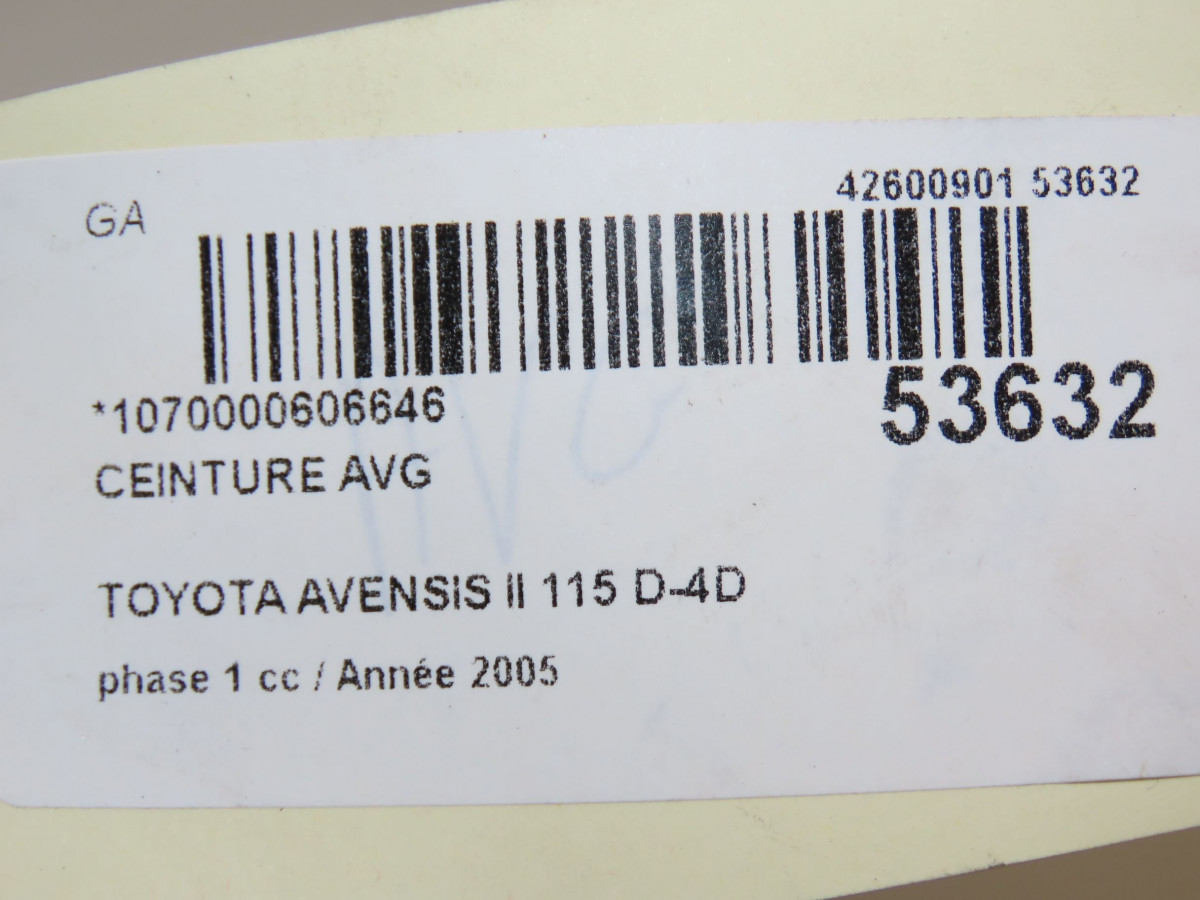 42600901 53632
GA
53632
*1070000606646
CEINTURE AVG
TOYOTA AVENSIS II 115 D-4D
phase 1 cc / Année 2005